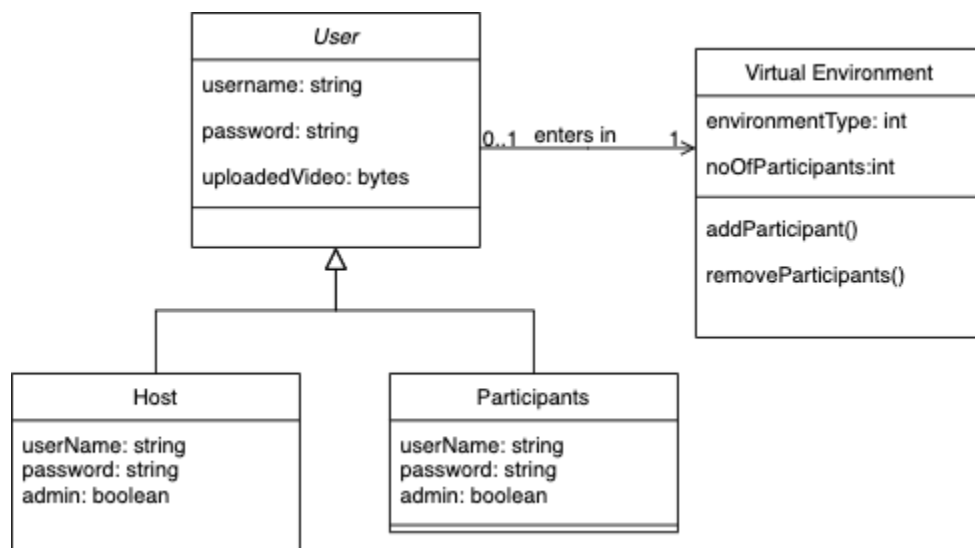 User
username: string
password: string
uploadedVideo: bytes
0..1 enters in 1
Virtual Environment
environmentType: int
noOfParticipants:int
addParticipant()
removeParticipants()
Host
userName: string
password: string
admin: boolean
Participants
userName: string
password: string
admin: boolean